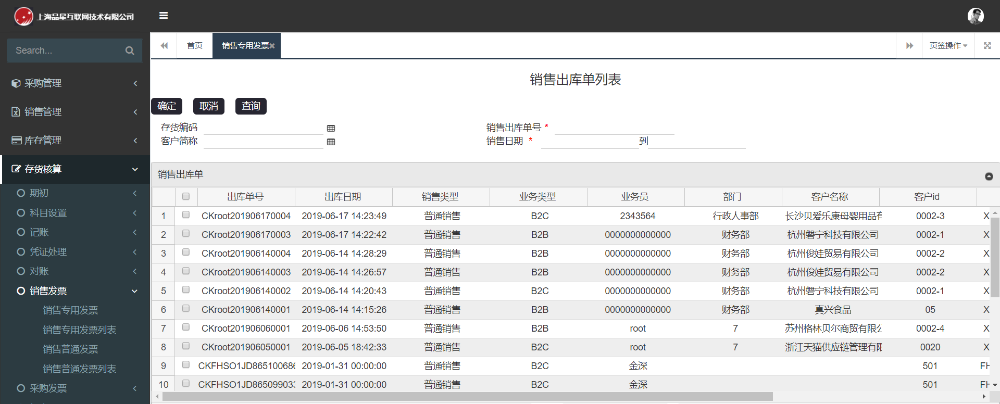 上海品星互联网技术有限公司
Search...
采购管理
销售管理
库存管理
存货核算
期初
科目设置
记账
凭证处理
对账
销售发票
销售专用发票
销售专用发票列表
销售普通发票
销售普通发票列表
采购发票
首页 销售专用发票 页签操作
销售出库单列表
确定 取消 查询
存货编码 销售出库单号 *
客户简称 销售日期 * 到
销售出库单
出库单号 出库日期 销售类型 业务类型 业务员 部门 客户名称 客户id
1 CKroot201906170004 2019-06-17 14:23:49 普通销售 B2C 2343564 行政人事部 长沙贝爱乐康母婴用品有 0002-3 X
2 CKroot201906170003 2019-06-17 14:22:42 普通销售 B2B 0000000000000 财务部 杭州磐宁科技有限公司 0002-1 X
3 CKroot201906140004 2019-06-14 14:28:29 普通销售 B2B 0000000000000 财务部 杭州俊娃贸易有限公司 0002-2 X
4 CKroot201906140003 2019-06-14 14:26:57 普通销售 B2B 0000000000000 财务部 杭州俊娃贸易有限公司 0002-2 X
5 CKroot201906140002 2019-06-14 14:20:43 普通销售 B2C 0000000000000 财务部 杭州磐宁科技有限公司 0002-1 X
6 CKroot201906140001 2019-06-14 14:15:26 普通销售 B2B 0000000000000 财务部 真兴食品 05 X
7 CKroot201906060001 2019-06-06 14:53:50 普通销售 B2B root 7 苏州格林贝尔商贸有限公 0002-4 X
8 CKroot201906050001 2019-06-05 18:42:33 普通销售 B2C root 7 浙江天猫供应链管理有限 0020 X
9 CKFHSO1JD865100686 2019-01-31 00:00:00 普通销售 B2C 金深 501 FH
10 CKFHSO1JD865099033 2019-01-31 00:00:00 普通销售 B2C 金深 501 FH